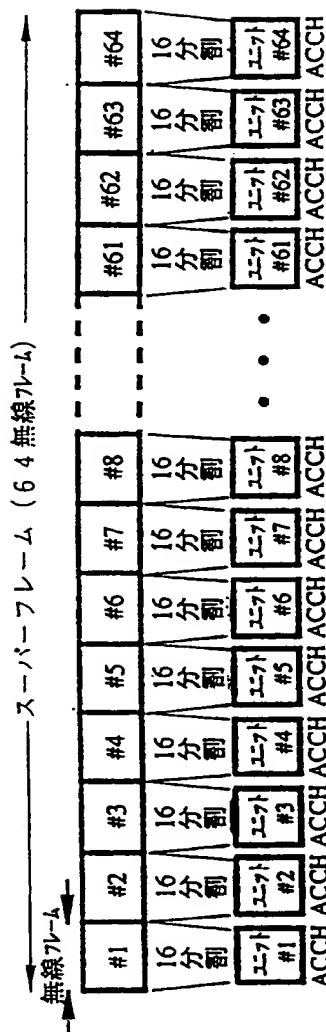 スーパーフレーム (64無線フレーム)
無線フレーム
#1 #2 #3 #4 #5 #6 #7 #8 #61 #62 #63 #64
16分割 16分割 16分割 16分割 16分割 16分割 16分割 16分割 16分割 16分割 16分割 16分割
ユニット ユニット ユニット ユニット ユニット ユニット ユニット ユニット ユニット ユニット ユニット ユニット
#1 #2 #3 #4 #5 #6 #7 #8 #61 #62 #63 #64
ACCH ACCH ACCH ACCH ACCH ACCH ACCH ACCH ACCH ACCH ACCH ACCH